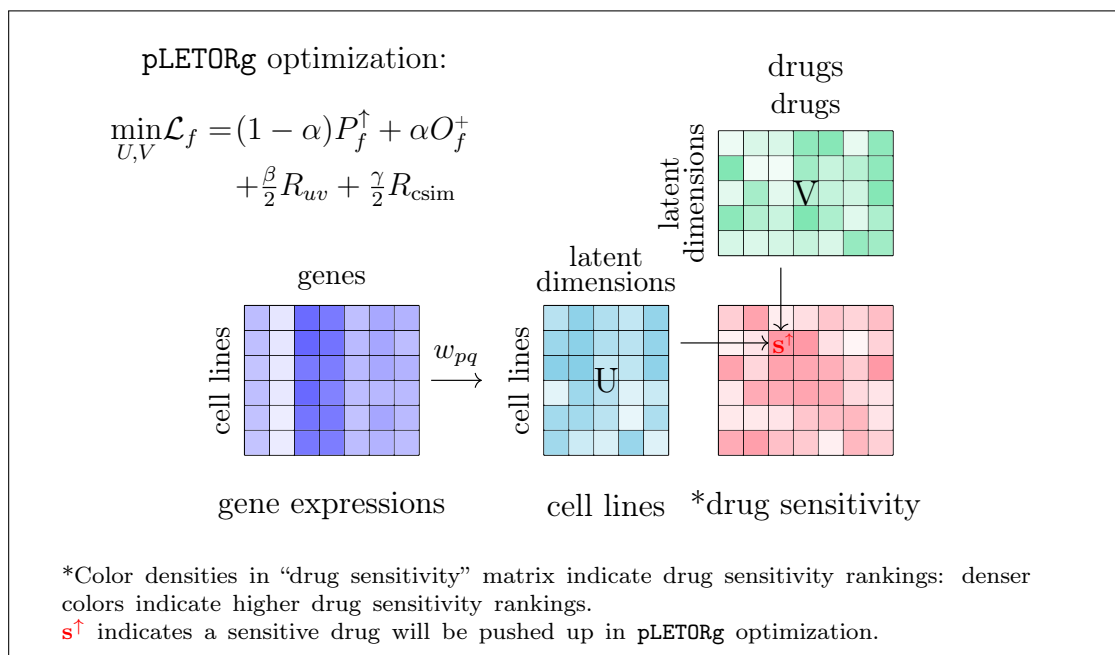 pLETORg optimization:
min 𝓛_f = (1 − α)P_f^↑ + αO_f^+
U,V
+ β/2 R_uv + γ/2 R_csim
drugs
drugs
latent
dimensions
V
genes
cell lines
gene expressions
w_pq
latent
dimensions
cell lines
U
cell lines
s↑
*drug sensitivity
*Color densities in “drug sensitivity” matrix indicate drug sensitivity rankings: denser
colors indicate higher drug sensitivity rankings.
s↑ indicates a sensitive drug will be pushed up in pLETORg optimization.